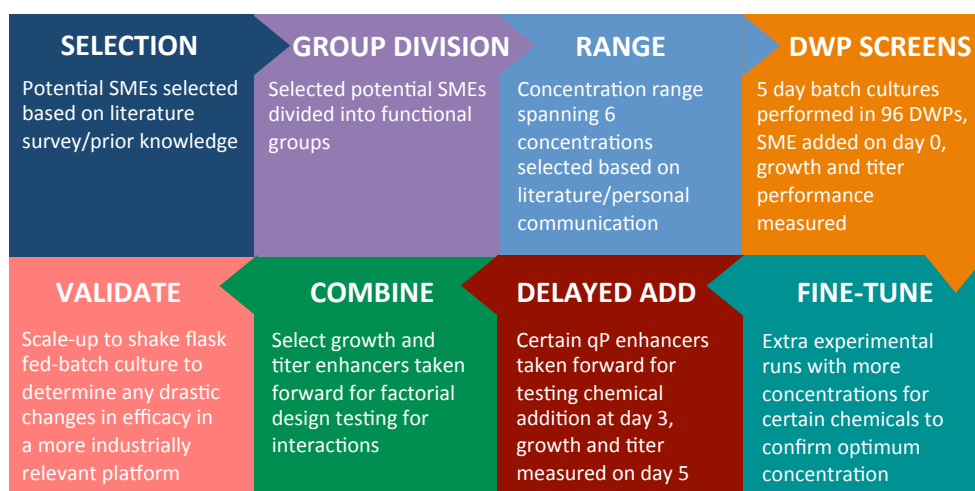 SELECTION
Potential SMEs selected
based on literature
survey/prior knowledge
GROUP DIVISION
Selected potential SMEs
divided into functional
groups
RANGE
Concentration range
spanning 6
concentrations
selected based on
literature/personal
communication
DWP SCREENS
5 day batch cultures
performed in 96 DWPs,
SME added on day 0,
growth and titer
performance
measured
FINE-TUNE
Extra experimental
runs with more
concentrations for
certain chemicals to
confirm optimum
concentration
DELAYED ADD
Certain qP enhancers
taken forward for
testing chemical
addition at day 3,
growth and titer
measured on day 5
COMBINE
Select growth and
titer enhancers taken
forward for factorial
design testing for
interactions
VALIDATE
Scale-up to shake flask
fed-batch culture to
determine any drastic
changes in efficacy in
a more industrially
relevant platform